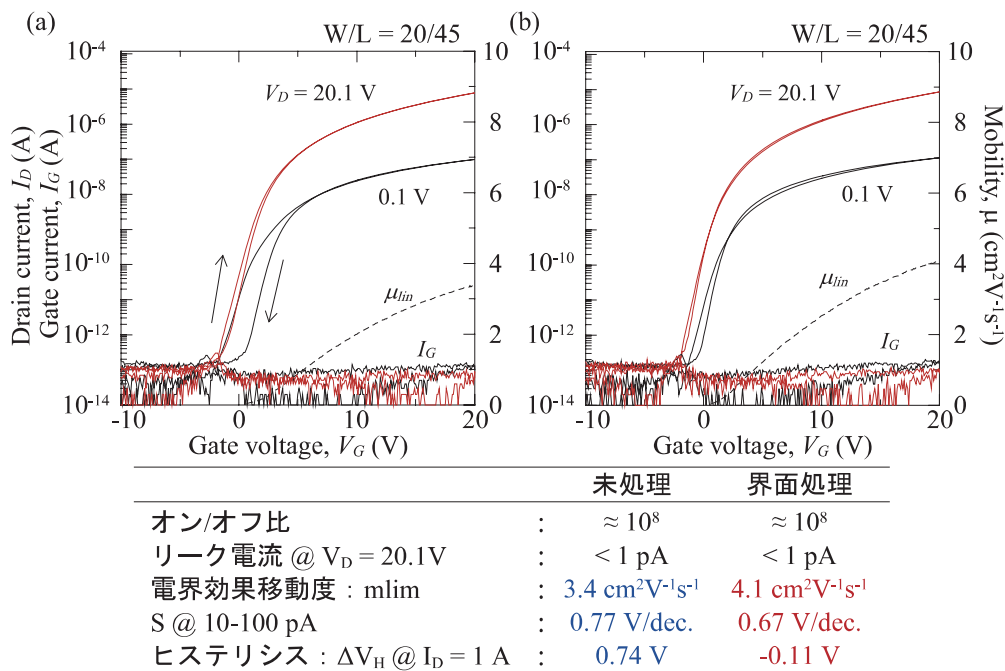 (a)
W/L = 20/45
(b)
W/L = 20/45
10-4
10-6
10-8
10-10
10-12
10-14
Drain current, ID (A)
Gate current, IG (A)
VD = 20.1 V
0.1 V
μlin
IG
10
8
6
4
2
0
-10
0
10
20
Gate voltage, VG (V)
10-4
10-6
10-8
10-10
10-12
10-14
VD = 20.1 V
0.1 V
μlin
IG
10
8
6
4
2
0
Mobility, μ (cm2V-1s-1)
-10
0
10
20
Gate voltage, VG (V)
未処理 界面処理
オン/オフ比 : ≈ 108 ≈ 108
リーク電流 @ VD = 20.1V : < 1 pA < 1 pA
電界効果移動度 : mlim : 3.4 cm2V-1s-1 4.1 cm2V-1s-1
S @ 10-100 pA : 0.77 V/dec. 0.67 V/dec.
ヒステリシス : ΔVH @ ID = 1 A : 0.74 V -0.11 V